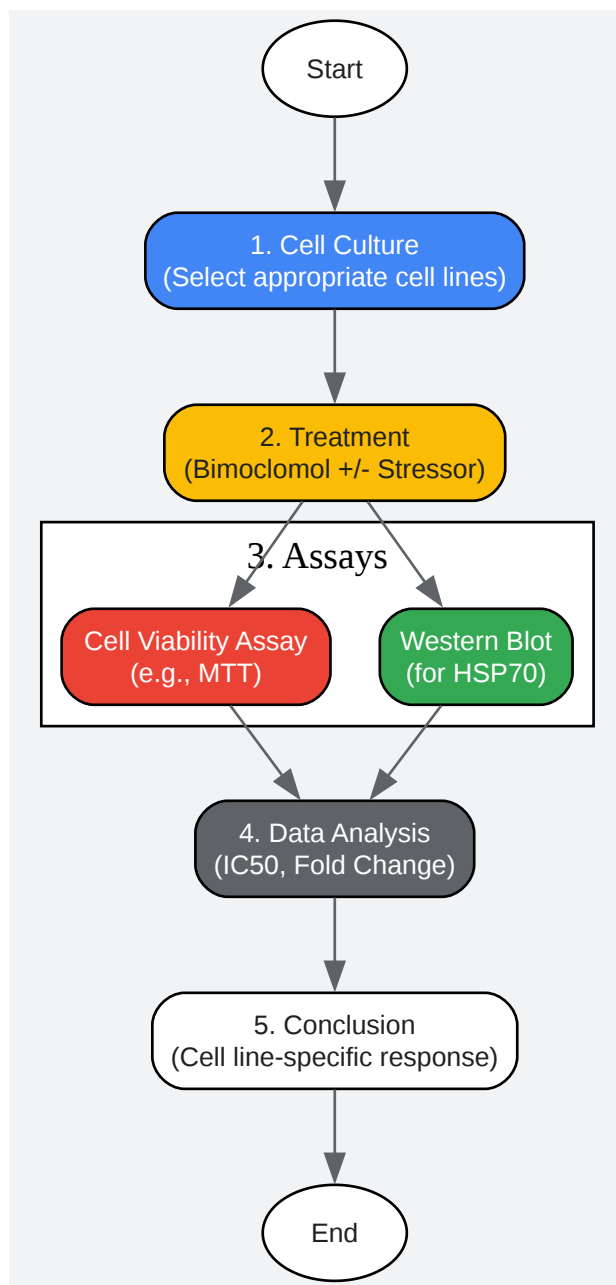 Start
1. Cell Culture
(Select appropriate cell lines)
2. Treatment
(Bimoclomol +/- Stressor)
3. Assays
Cell Viability Assay
(e.g., MTT)
Western Blot
(for HSP70)
4. Data Analysis
(IC50, Fold Change)
5. Conclusion
(Cell line-specific response)
End